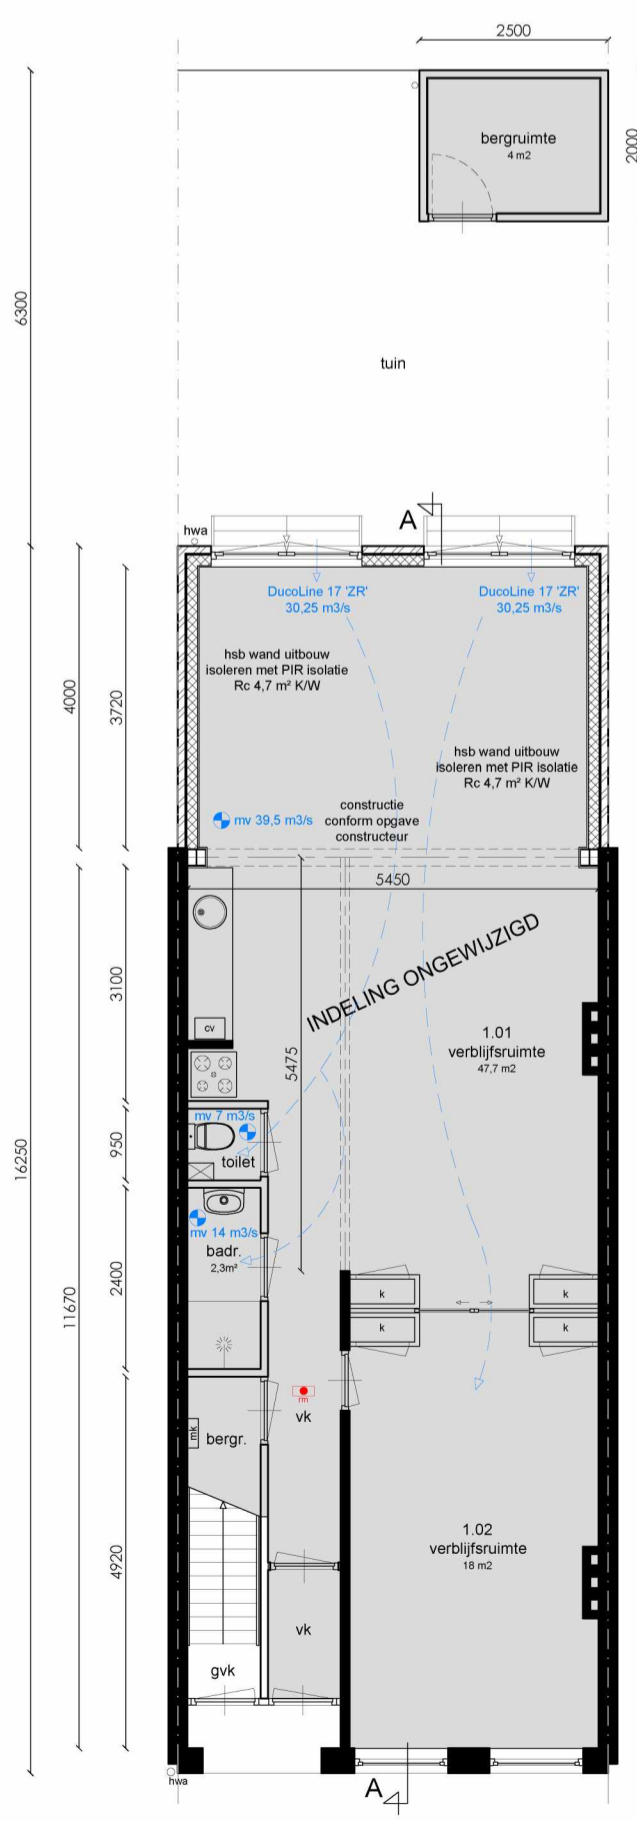 2500
bergruimte
4 m2
2000
6300
tuin
hwa
A
DucoLine 17 'ZR'
30,25 m3/s
DucoLine 17 'ZR'
30,25 m3/s
hsb wand uitbouw
isoleren met PIR isolatie
Rc 4,7 m² K/W
4000
3720
hsb wand uitbouw
isoleren met PIR isolatie
Rc 4,7 m² K/W
mv 39,5 m3/s
constructie
conform opgave
constructeur
5450
INDELING ONGEWIJZIGD
3100
cv
5475
1.01
verblijfsruimte
47,7 m2
mv 7 m3/s
950
toilet
16250
mv 14 m3/s
badr.
2,3m²
2400
11670
k
k
k
k
rm
vk
mk
bergr.
4920
1.02
verblijfsruimte
18 m2
vk
gvk
hwa
A